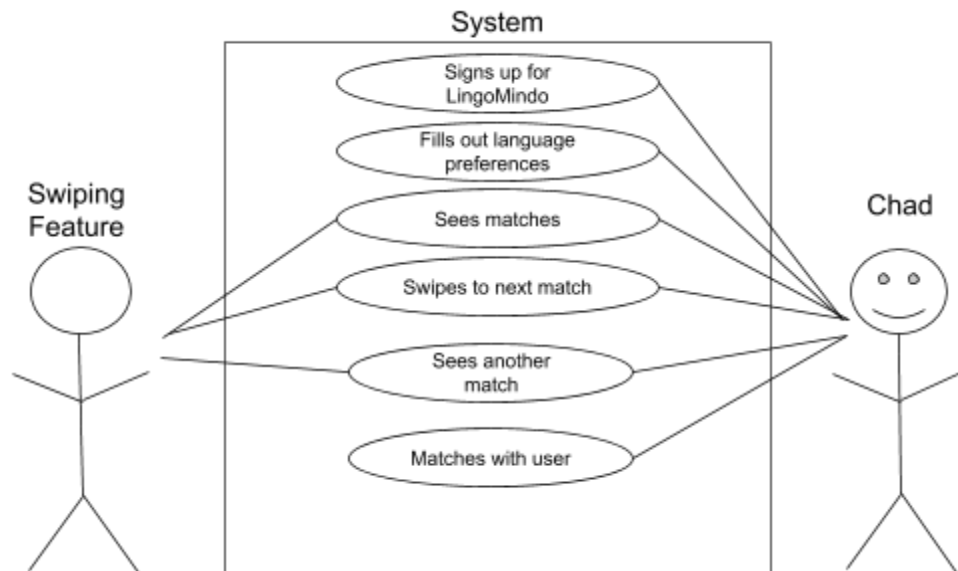 System
Signs up for
LingoMindo
Fills out language
preferences
Swiping
Feature
Sees matches
Chad
Swipes to next match
Sees another
match
Matches with user